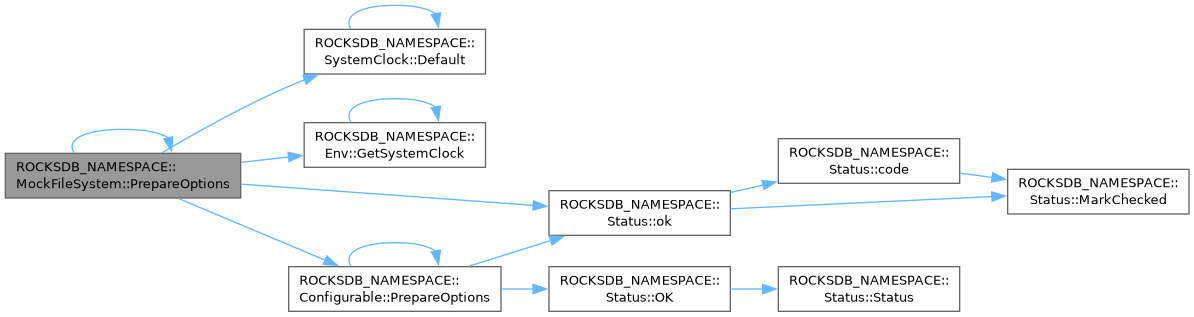 ROCKSDB_NAMESPACE::
SystemClock::Default
ROCKSDB_NAMESPACE::
Env::GetSystemClock
ROCKSDB_NAMESPACE::
MockFileSystem::PrepareOptions
ROCKSDB_NAMESPACE::
Status::code
ROCKSDB_NAMESPACE::
Status::MarkChecked
ROCKSDB_NAMESPACE::
Status::ok
ROCKSDB_NAMESPACE::
Configurable::PrepareOptions
ROCKSDB_NAMESPACE::
Status::OK
ROCKSDB_NAMESPACE::
Status::Status